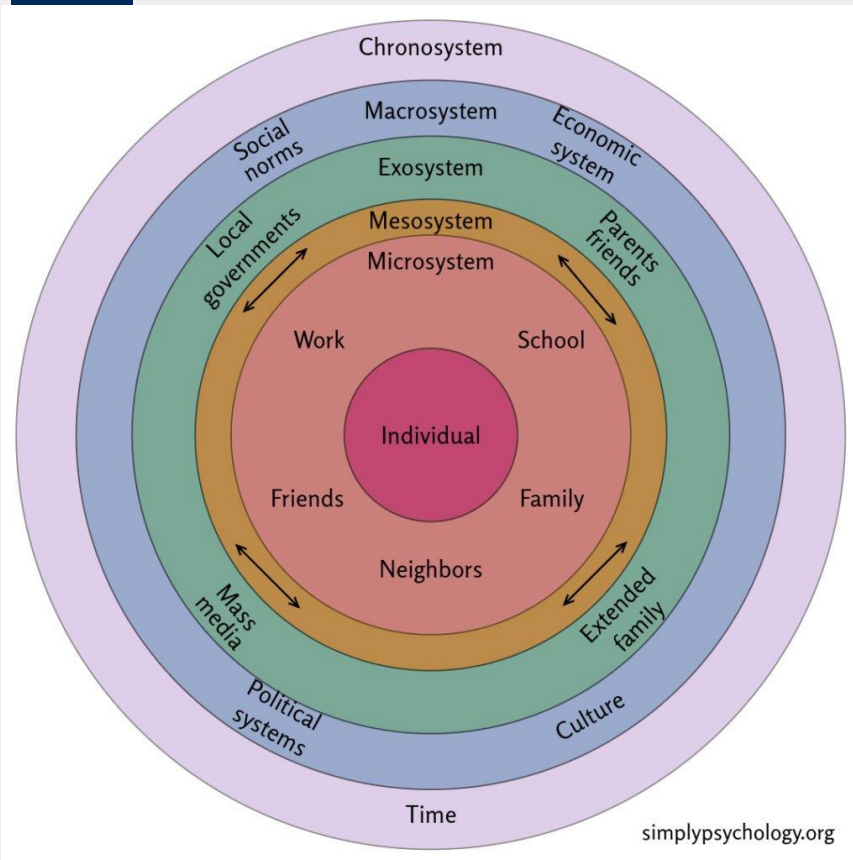 Chronosystem
Macrosystem
Social
norms
Economic
system
Exosystem
Local
governments
Parents
friends
Mesosystem
Microsystem
Work
School
Individual
Friends
Family
Neighbors
Mass
media
Extended
family
Political
systems
Culture
Time
simplypsychology.org